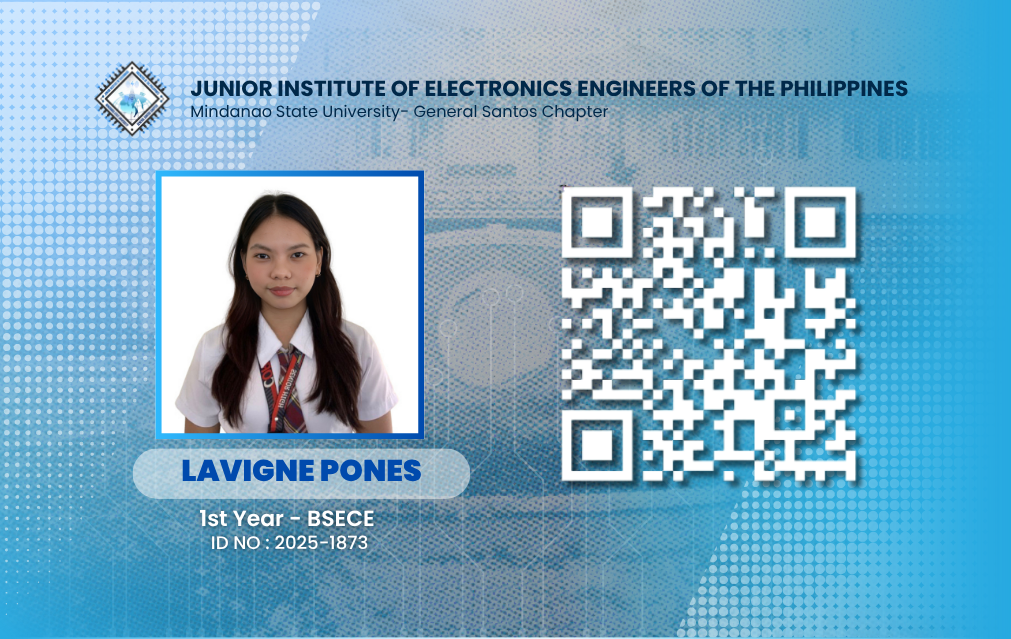 JUNIOR INSTITUTE OF ELECTRONICS ENGINEERS OF THE PHILIPPINES
Mindanao State University- General Santos Chapter
LAVIGNE PONES
1st Year - BSECE
ID NO : 2025-1873